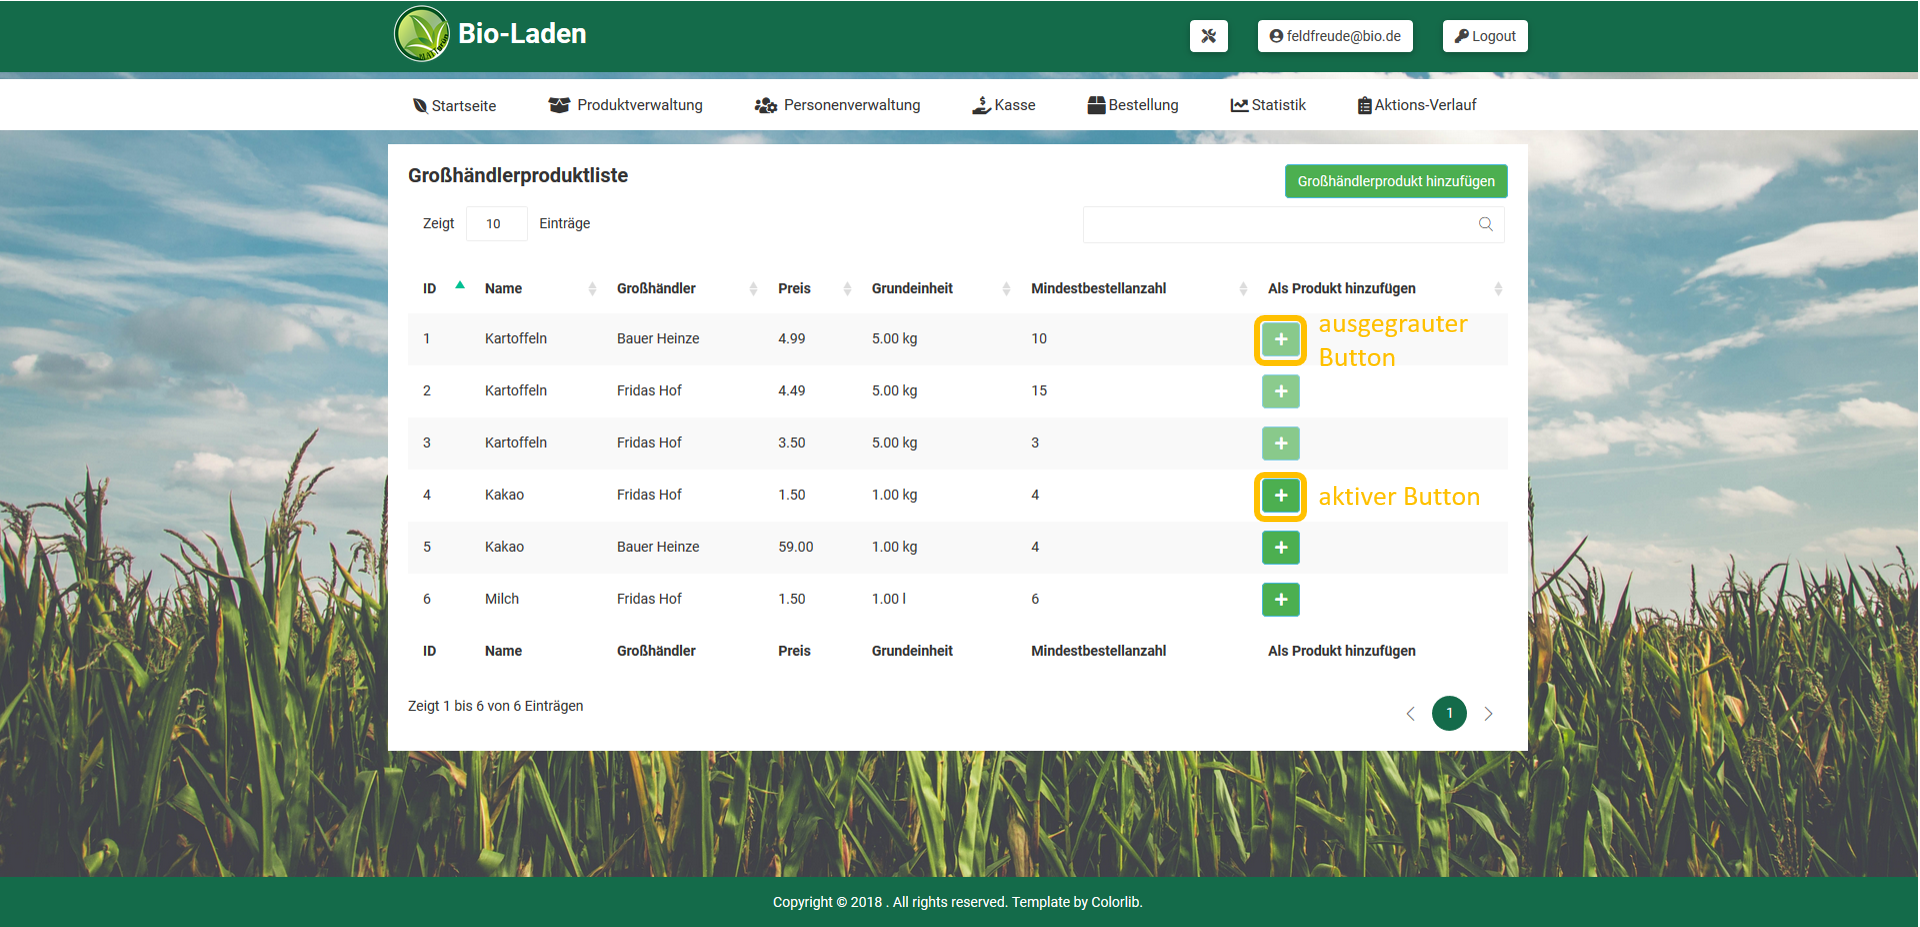 Bio-Laden
feldfreude@bio.de
Logout
Startseite Produktverwaltung Personenverwaltung Kasse Bestellung Statistik Aktions-Verlauf
Großhändlerproduktliste
Großhändlerprodukt hinzufügen
Zeigt 10 Einträge
ID Name Großhändler Preis Grundeinheit Mindestbestellanzahl Als Produkt hinzufügen
1 Kartoffeln Bauer Heinze 4.99 5.00 kg 10 +
ausgegrauter
Button
2 Kartoffeln Fridas Hof 4.49 5.00 kg 15 +
3 Kartoffeln Fridas Hof 3.50 5.00 kg 3 +
4 Kakao Fridas Hof 1.50 1.00 kg 4 + aktiver Button
5 Kakao Bauer Heinze 59.00 1.00 kg 4 +
6 Milch Fridas Hof 1.50 1.00 l 6 +
ID Name Großhändler Preis Grundeinheit Mindestbestellanzahl Als Produkt hinzufügen
Zeigt 1 bis 6 von 6 Einträgen
1
Copyright © 2018 . All rights reserved. Template by Colorlib.